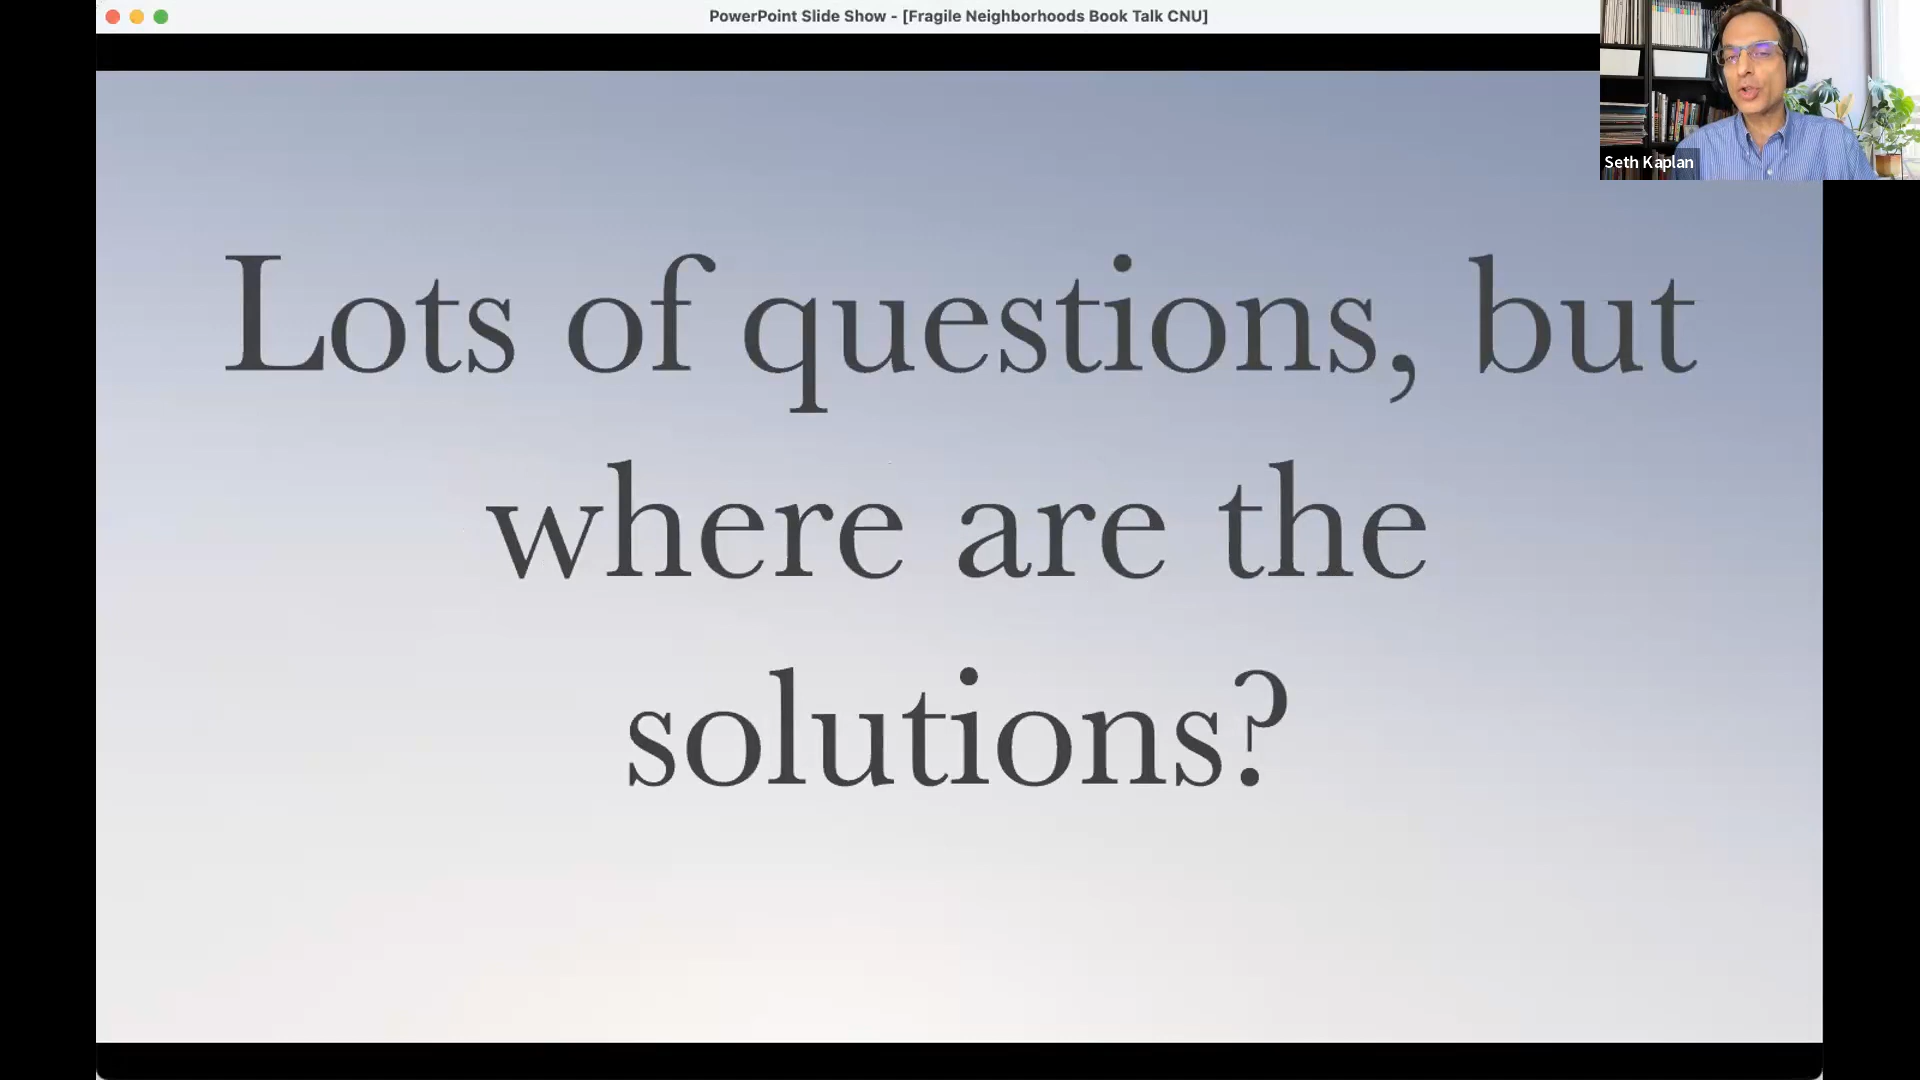 PowerPoint Slide Show - [Fragile Neighborhoods Book Talk CNU]
Seth Kaplan
Lots of questions, but
where are the
solutions?